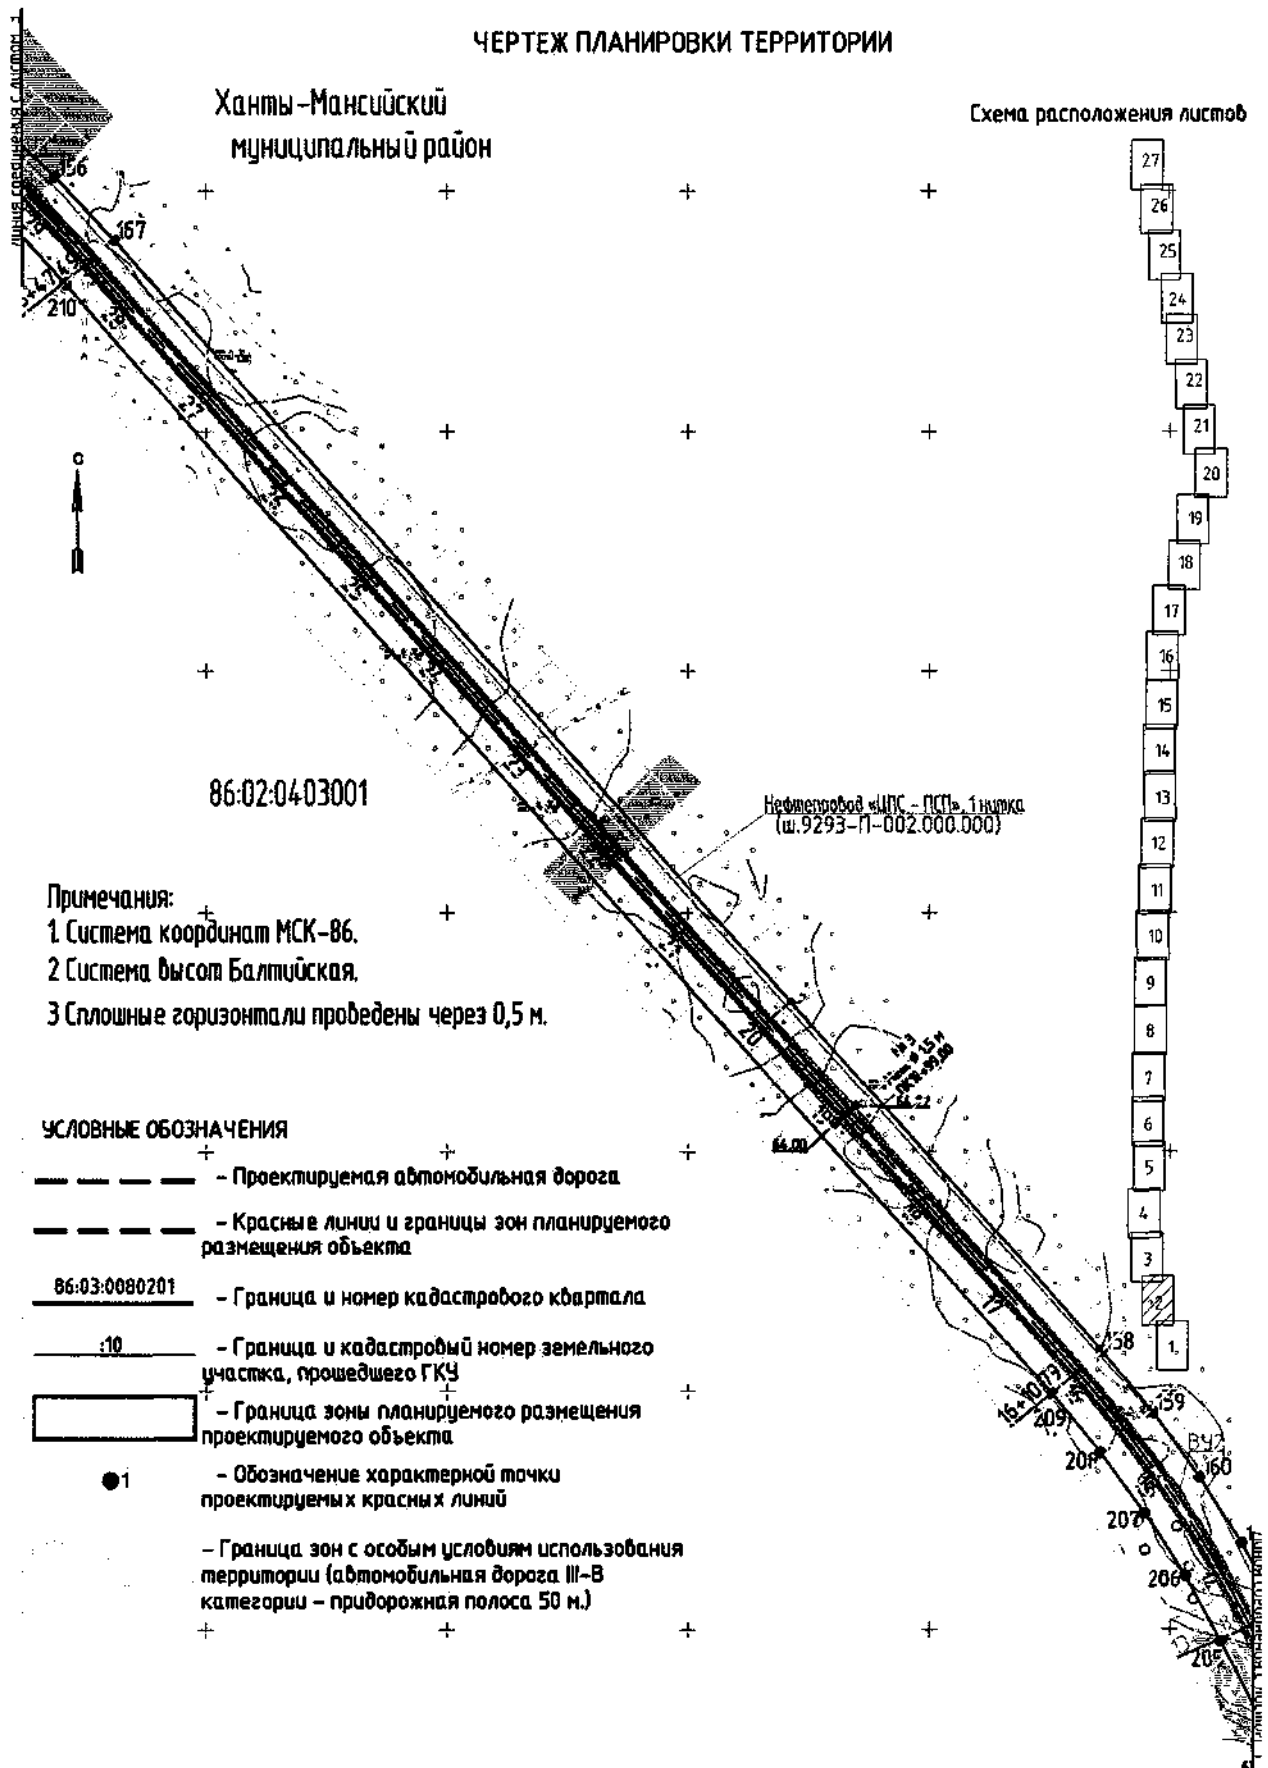 ЧЕРТЕЖ ПЛАНИРОВКИ ТЕРРИТОРИИ
Ханты-Мансийский
муниципальный район
Схема расположения листов
27
26
25
24
23
22
21
20
19
18
17
16
15
14
13
12
11
10
9
8
7
6
5
4
3
2
1
167
210
С
86:02:0403001
Нефтепровод «ЦПС - ПСП», 1 нитка
(ш.9293-П-002.000.000)
Примечания:
1. Система координат МСК-86.
2 Система высот Балтийская.
3 Сплошные горизонтали проведены через 0,5 м.
20
64.00
УСЛОВНЫЕ ОБОЗНАЧЕНИЯ
- Проектируемая автомобильная дорога
- Красные линии и границы зон планируемого
размещения объекта
86:03:0080201
- Граница и номер кадастрового квартала
:10
- Граница и кадастровый номер земельного
участка, прошедшего ГКУ
- Граница зоны планируемого размещения
проектируемого объекта
1
- Обозначение характерной точки
проектируемых красных линий
- Граница зон с особым условиям использования
территории (автомобильная дорога III-В
категории - придорожная полоса 50 м.)
17
158
159
160
209
207
206